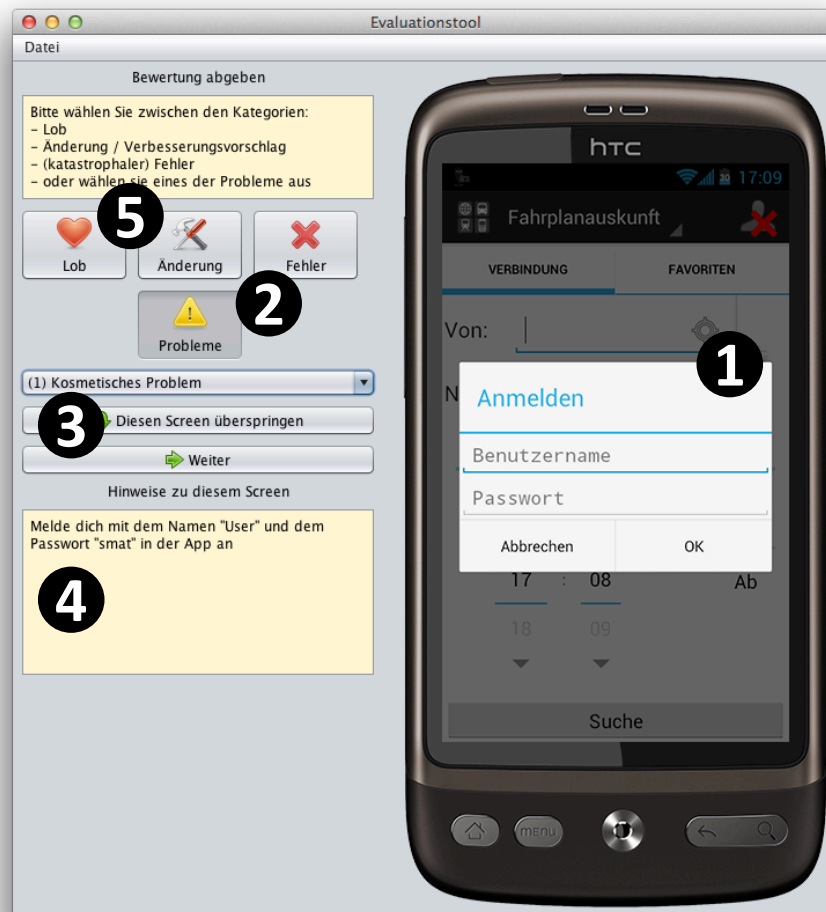 Evaluationstool
Datei
Bewertung abgeben
Bitte wählen Sie zwischen den Kategorien:
– Lob
– Änderung / Verbesserungsvorschlag
– (katastrophaler) Fehler
– oder wählen sie eines der Probleme aus
5
Lob
Änderung
Fehler
2
Probleme
(1) Kosmetisches Problem
3
Diesen Screen überspringen
Weiter
Hinweise zu diesem Screen
Melde dich mit dem Namen "User" und dem
Passwort "smat" in der App an
4
hTC
30 17:09
Fahrplanauskunft
VERBINDUNG
FAVORITEN
Von:
1
N
Anmelden
Benutzername
Passwort
Abbrechen
OK
17 : 08
Ab
18 09
Suche
MENU